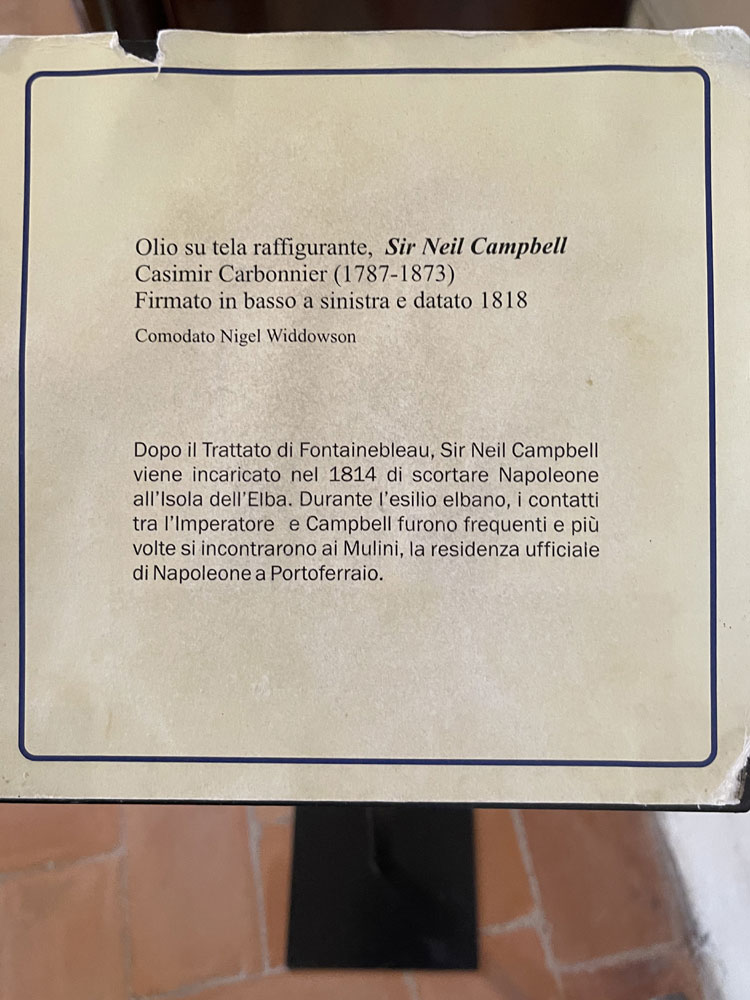 Olio su tela raffigurante, Sir Neil Campbell
Casimir Carbonnier (1787-1873)
Firmato in basso a sinistra e datato 1818
Comodato Nigel Widdowson
Dopo il Trattato di Fontainebleau, Sir Neil Campbell
viene incaricato nel 1814 di scortare Napoleone
all'Isola dell'Elba. Durante l'esilio elbano, i contatti
tra l'Imperatore e Campbell furono frequenti e più
volte si incontrarono ai Mulini, la residenza ufficiale
di Napoleone a Portoferraio.